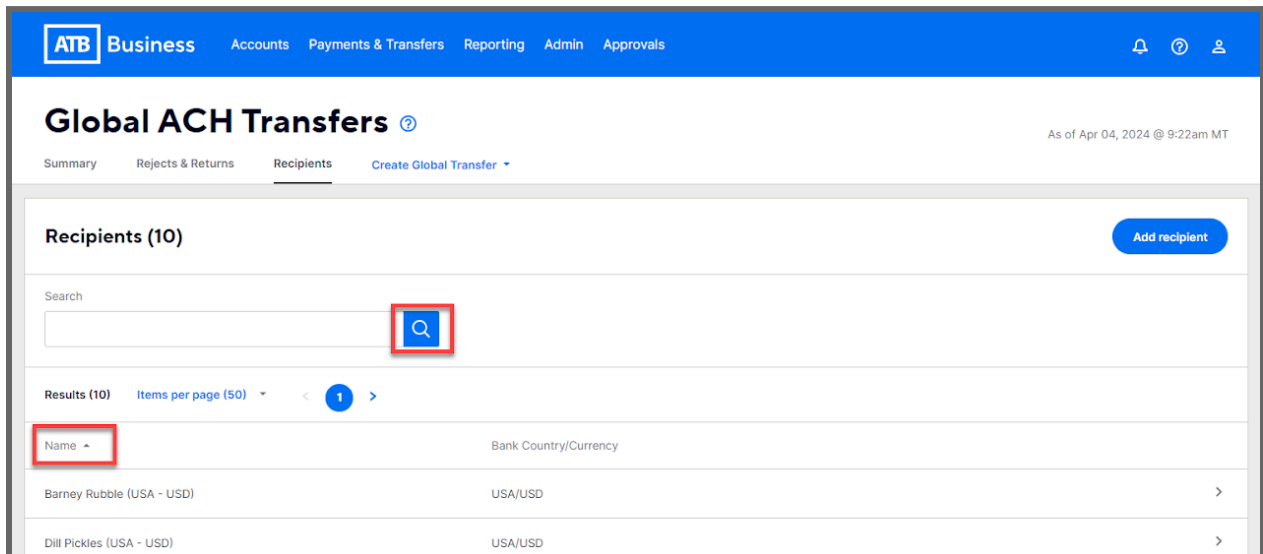 ATB Business Accounts Payments & Transfers Reporting Admin Approvals
Global ACH Transfers
As of Apr 04, 2024 @ 9:22am MT
Summary Rejects & Returns Recipients Create Global Transfer
Recipients (10) Add recipient
Search
Results (10) Items per page (50) 1
Name Bank Country/Currency
Barney Rubble (USA - USD) USA/USD
Dill Pickles (USA - USD) USA/USD